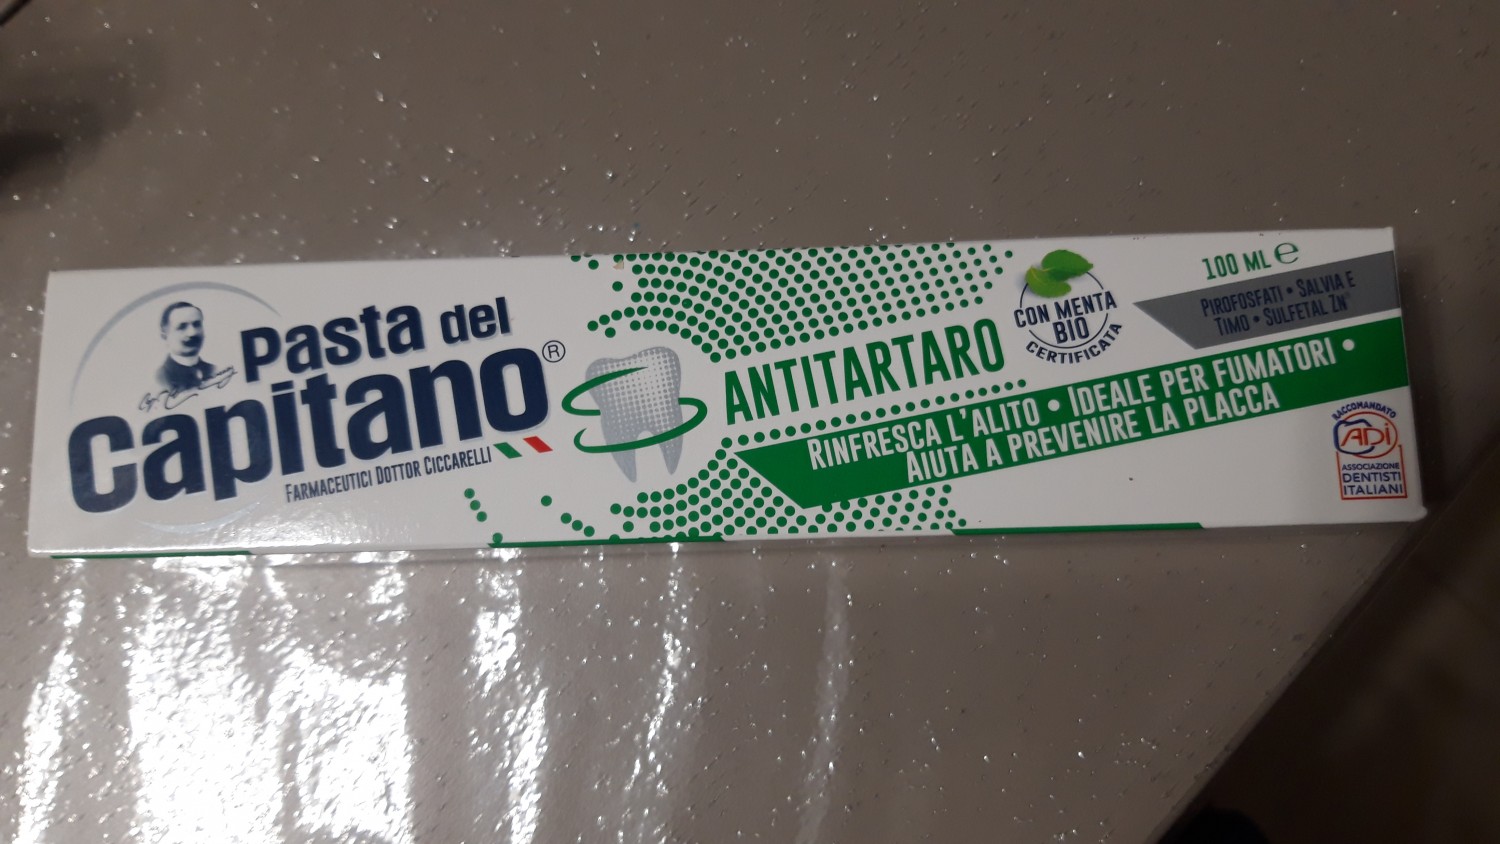 Pasta del
Capitano®
FARMACEUTICI DOTTOR CICCARELLI
ANTITARTARO
CON MENTA
BIO
CERTIFICATA
100 ML ℮
PIROFOSFATI • SALVIA E
TIMO • SULFETAL ZN
RINFRESCA L'ALITO • IDEALE PER FUMATORI •
AIUTA A PREVENIRE LA PLACCA
RACCOMANDATO
ADI
ASSOCIAZIONE
DENTISTI
ITALIANI